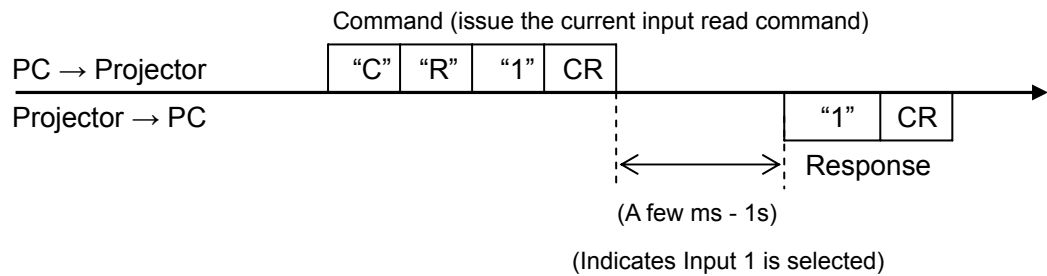 Command (issue the current input read command)
PC → Projector
“C” “R” “1” CR
Projector → PC
“1” CR
Response
(A few ms - 1s)
(Indicates Input 1 is selected)